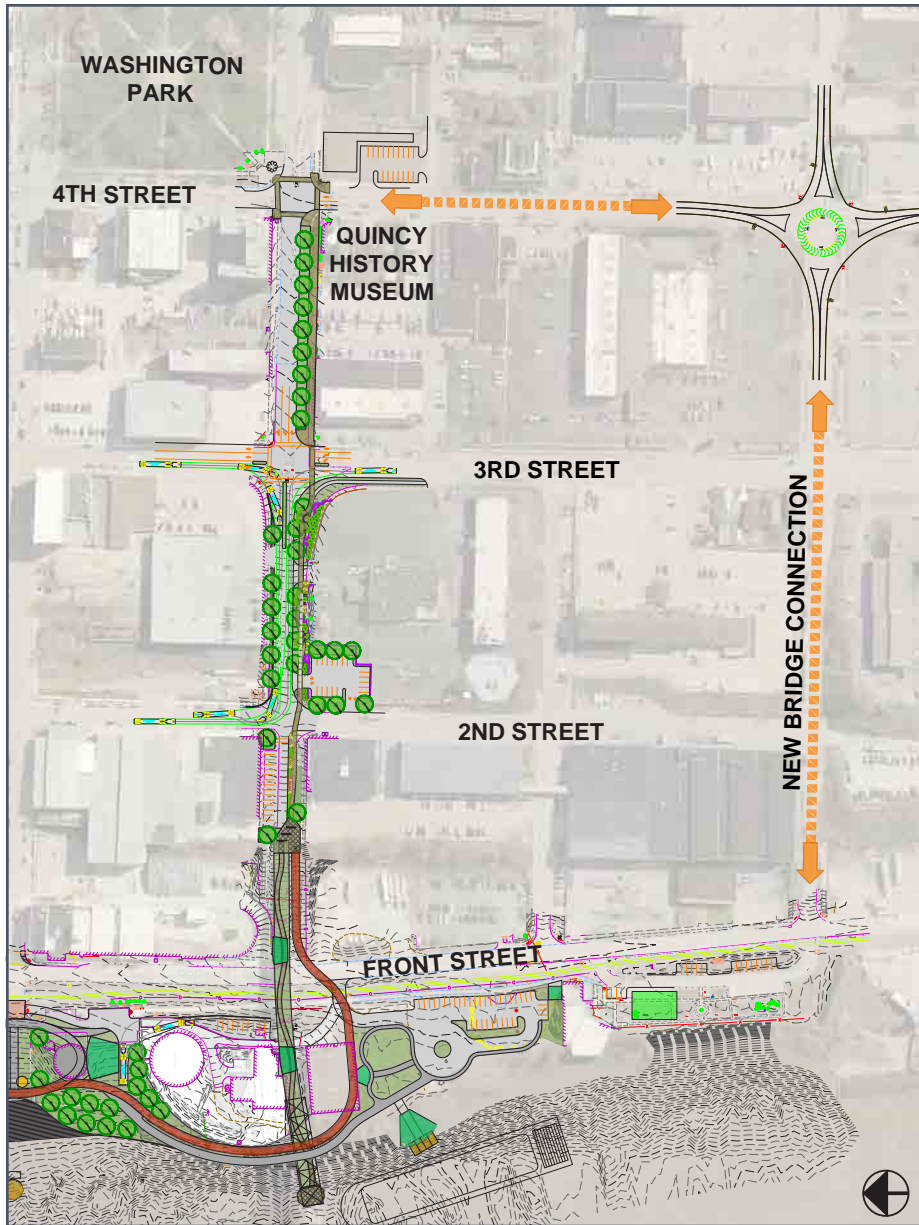 WASHINGTON
PARK
4TH STREET
QUINCY
HISTORY
MUSEUM
3RD STREET
2ND STREET
NEW BRIDGE CONNECTION
FRONT STREET